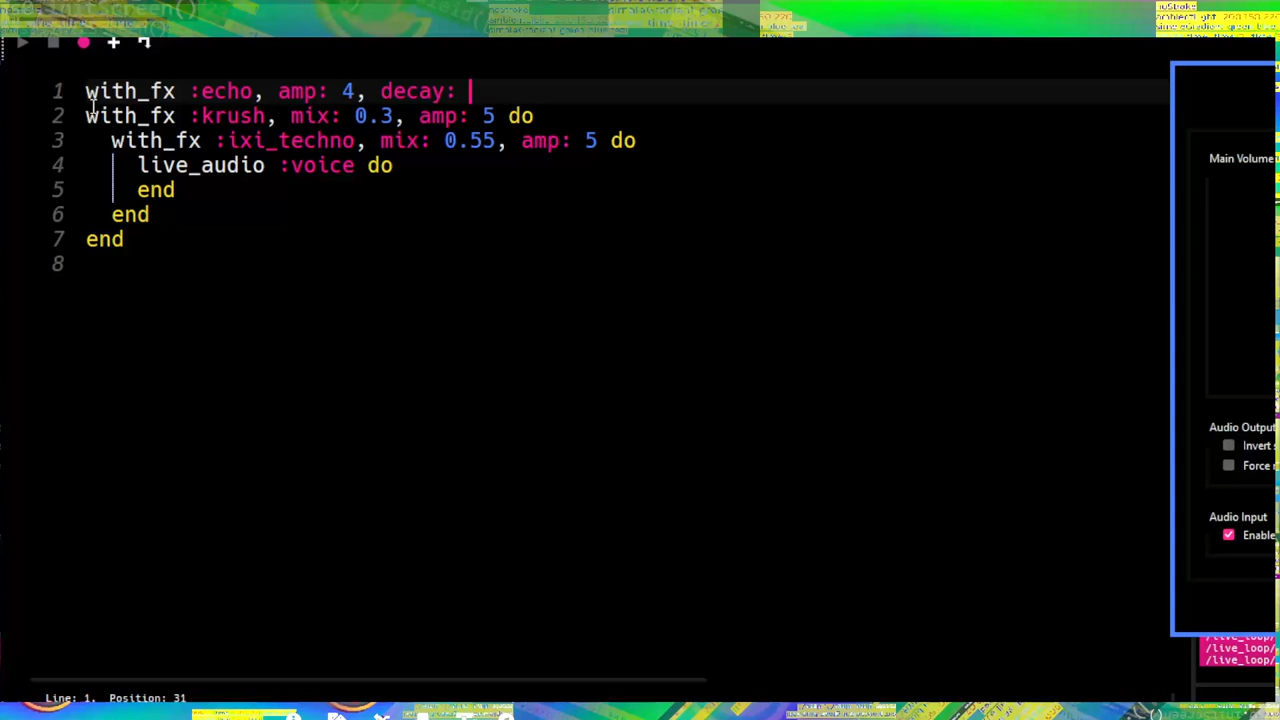 1 with_fx :echo, amp: 4, decay:
2 with_fx :krush, mix: 0.3, amp: 5 do
3 with_fx :ixi_techno, mix: 0.55, amp: 5 do
4 live_audio :voice do
5 end
6 end
7 end
8
Main Volume
Audio Output
Invert
Force
Audio Input
Enable
/live_loop/
/live_loop/
Line: 1, Position: 31